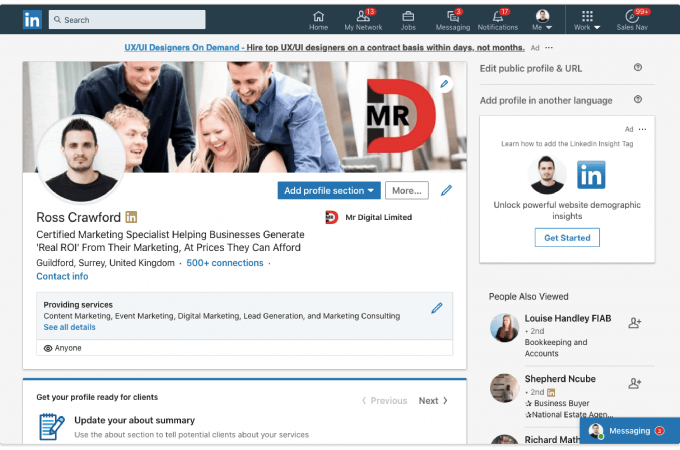 in
Search
13
3
17
99+
Home
My Network
Jobs
Messaging
Notifications
Me
Work
Sales Nav
UX/UI Designers On Demand - Hire top UX/UI designers on a contract basis within days, not months. Ad
MR
D
Add profile section
More...
Ross Crawford in
Mr Digital Limited
Certified Marketing Specialist Helping Businesses Generate
'Real ROI' From Their Marketing, At Prices They Can Afford
Guildford, Surrey, United Kingdom · 500+ connections ·
Contact info
Providing services
Content Marketing, Event Marketing, Digital Marketing, Lead Generation, and Marketing Consulting
See all details
Anyone
Get your profile ready for clients
Previous
Next
Update your about summary
Use the about section to tell potential clients about your services
Edit public profile & URL
Add profile in another language
Ad
Learn how to add the LinkedIn Insight Tag
in
Unlock powerful website demographic
insights
Get Started
People Also Viewed
Louise Handley FIAB
• 2nd
Bookkeeping and
Accounts
Shepherd Ncube
• 2nd in
✰ Business Buyer
✰National Estate Agen...
Richard Math
Messaging 3